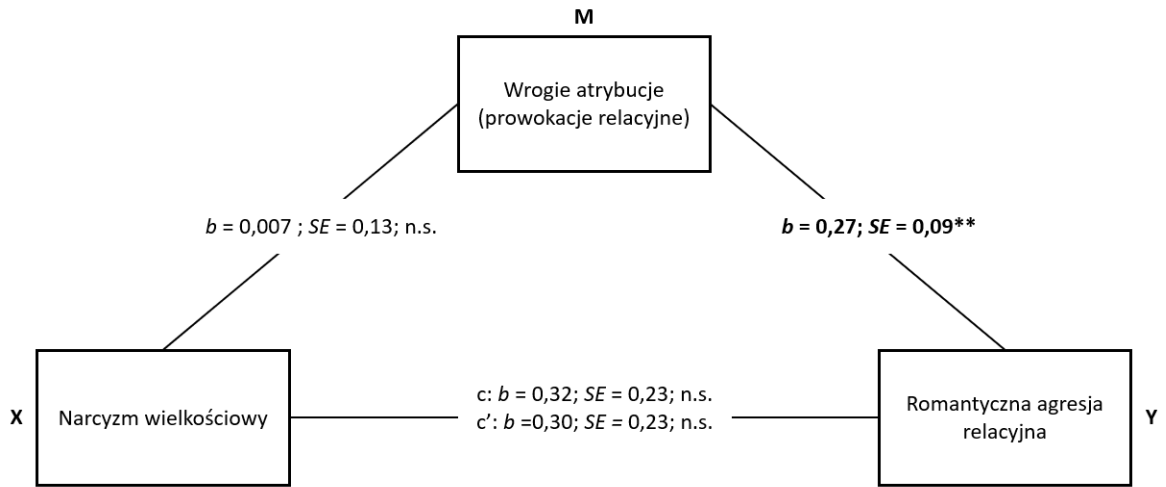 M
Wrogie atrybucje
(prowokacje relacyjne)
b = 0,007 ; SE = 0,13; n.s.
b = 0,27; SE = 0,09**
X
Narcyzm wielkościowy
c: b = 0,32; SE = 0,23; n.s.
c’: b =0,30; SE = 0,23; n.s.
Romantyczna agresja
relacyjna
Y